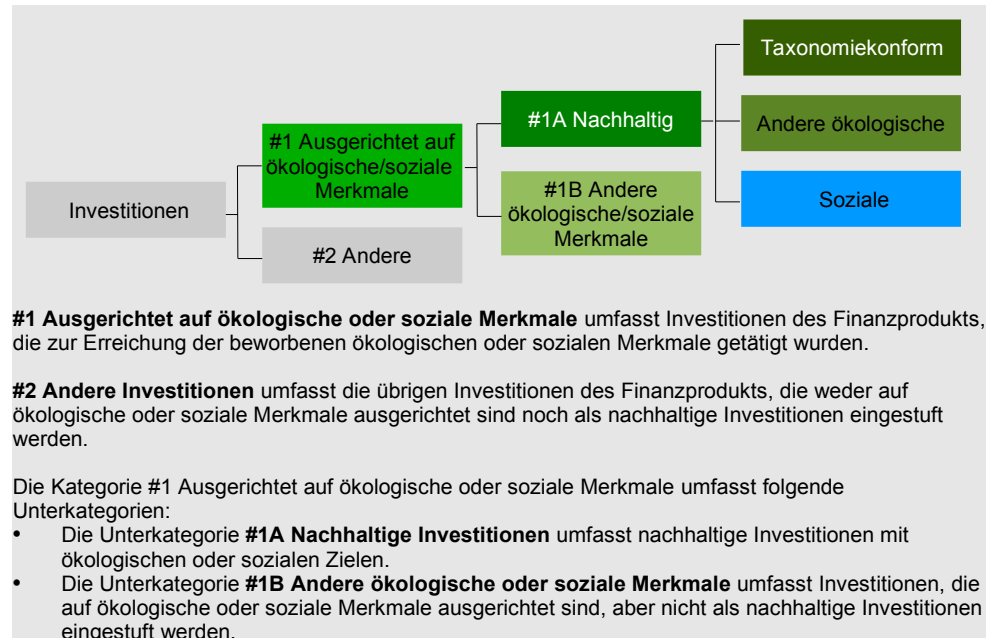 Investitionen
#1 Ausgerichtet auf
ökologische/soziale
Merkmale
#2 Andere
#1A Nachhaltig
#1B Andere
ökologische/soziale
Merkmale
Taxonomiekonform
Andere ökologische
Soziale
#1 Ausgerichtet auf ökologische oder soziale Merkmale umfasst Investitionen des Finanzprodukts,
die zur Erreichung der beworbenen ökologischen oder sozialen Merkmale getätigt wurden.
#2 Andere Investitionen umfasst die übrigen Investitionen des Finanzprodukts, die weder auf
ökologische oder soziale Merkmale ausgerichtet sind noch als nachhaltige Investitionen eingestuft
werden.
Die Kategorie #1 Ausgerichtet auf ökologische oder soziale Merkmale umfasst folgende
Unterkategorien:
• Die Unterkategorie #1A Nachhaltige Investitionen umfasst nachhaltige Investitionen mit
ökologischen oder sozialen Zielen.
• Die Unterkategorie #1B Andere ökologische oder soziale Merkmale umfasst Investitionen, die
auf ökologische oder soziale Merkmale ausgerichtet sind, aber nicht als nachhaltige Investitionen
eingestuft werden.